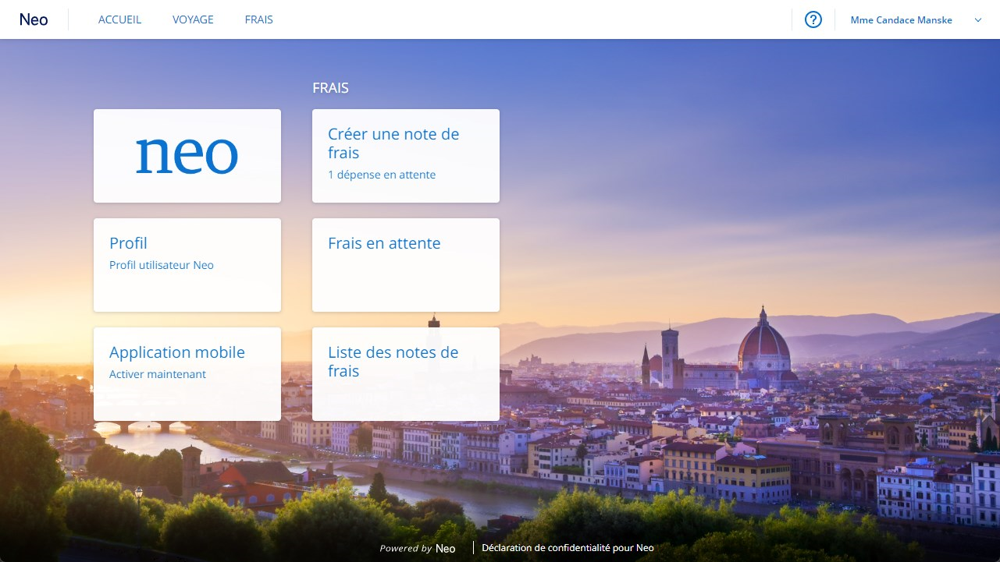 Neo
ACCUEIL
VOYAGE
FRAIS
Mme Candace Manske
FRAIS
neo
Créer une note de
frais
1 dépense en attente
Profil
Profil utilisateur Neo
Frais en attente
Application mobile
Activer maintenant
Liste des notes de
frais
Powered by Neo
Déclaration de confidentialité pour Neo